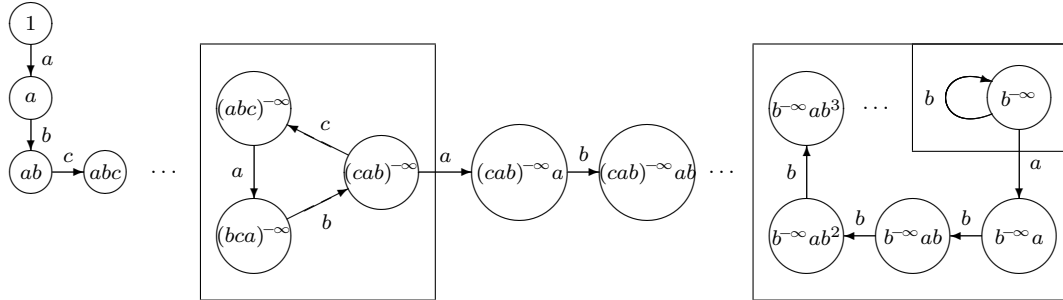 1
a
a
b
ab
c
abc
...
(abc)^{-∞}
a
(bca)^{-∞}
b
(cab)^{-∞}
c
a
(cab)^{-∞}a
b
(cab)^{-∞}ab
...
b^{-∞}ab^3
...
b
b^{-∞}
a
b
b^{-∞}ab^2
b
b^{-∞}ab
b
b^{-∞}a